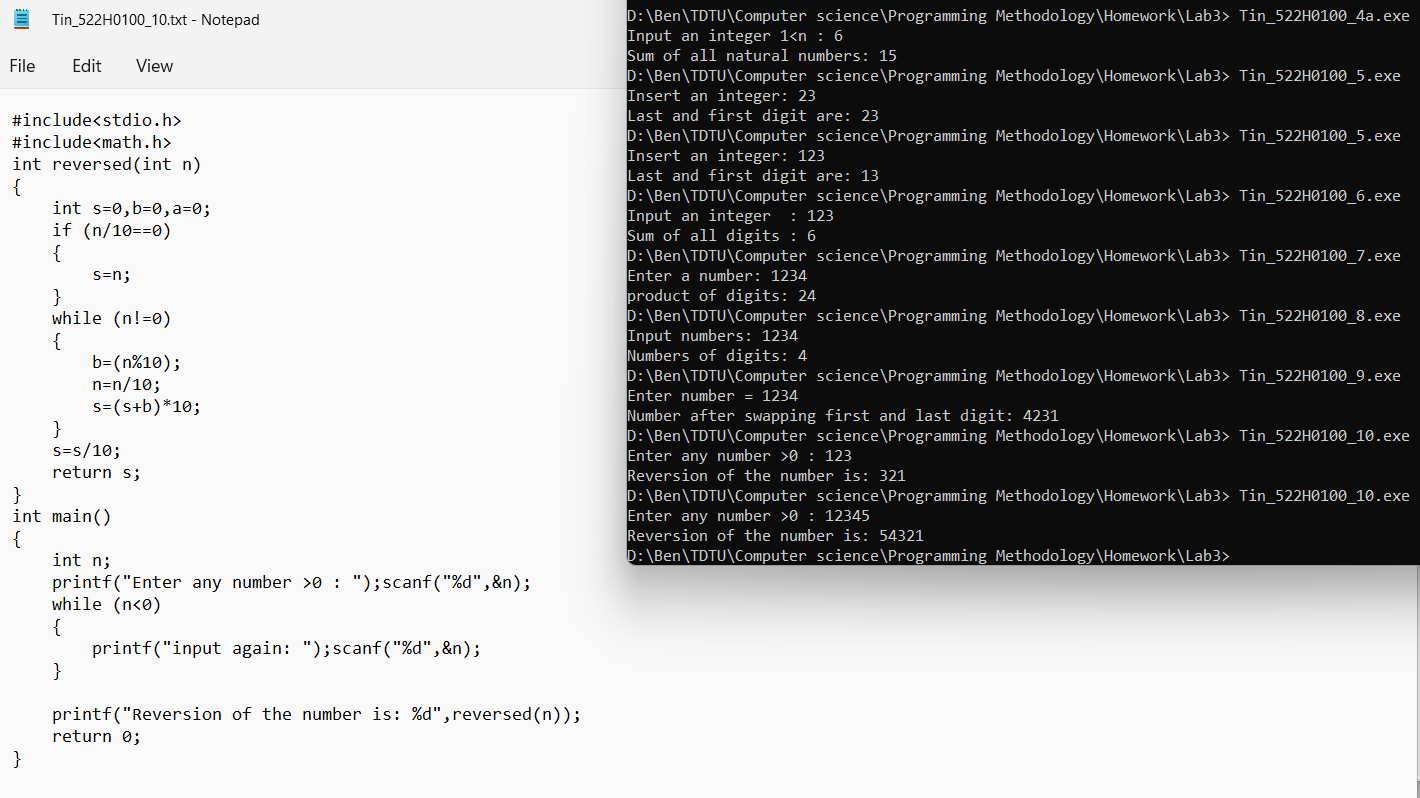 Tin_522H0100_10.txt - Notepad
File Edit View
#include<stdio.h>
#include<math.h>
int reversed(int n)
{
    int s=0,b=0,a=0;
    if (n/10==0)
    {
        s=n;
    }
    while (n!=0)
    {
        b=(n%10);
        n=n/10;
        s=(s+b)*10;
    }
    s=s/10;
    return s;
}
int main()
{
    int n;
    printf("Enter any number >0 : ");scanf("%d",&n);
    while (n<0)
    {
        printf("input again: ");scanf("%d",&n);
    }

    printf("Reversion of the number is: %d",reversed(n));
    return 0;
}
D:\Ben\TDTU\Computer science\Programming Methodology\Homework\Lab3> Tin_522H0100_4a.exe
Input an integer 1<n : 6
Sum of all natural numbers: 15
D:\Ben\TDTU\Computer science\Programming Methodology\Homework\Lab3> Tin_522H0100_5.exe
Insert an integer: 23
Last and first digit are: 23
D:\Ben\TDTU\Computer science\Programming Methodology\Homework\Lab3> Tin_522H0100_5.exe
Insert an integer: 123
Last and first digit are: 13
D:\Ben\TDTU\Computer science\Programming Methodology\Homework\Lab3> Tin_522H0100_6.exe
Input an integer  : 123
Sum of all digits : 6
D:\Ben\TDTU\Computer science\Programming Methodology\Homework\Lab3> Tin_522H0100_7.exe
Enter a number: 1234
product of digits: 24
D:\Ben\TDTU\Computer science\Programming Methodology\Homework\Lab3> Tin_522H0100_8.exe
Input numbers: 1234
Numbers of digits: 4
D:\Ben\TDTU\Computer science\Programming Methodology\Homework\Lab3> Tin_522H0100_9.exe
Enter number = 1234
Number after swapping first and last digit: 4231
D:\Ben\TDTU\Computer science\Programming Methodology\Homework\Lab3> Tin_522H0100_10.exe
Enter any number >0 : 123
Reversion of the number is: 321
D:\Ben\TDTU\Computer science\Programming Methodology\Homework\Lab3> Tin_522H0100_10.exe
Enter any number >0 : 12345
Reversion of the number is: 54321
D:\Ben\TDTU\Computer science\Programming Methodology\Homework\Lab3>